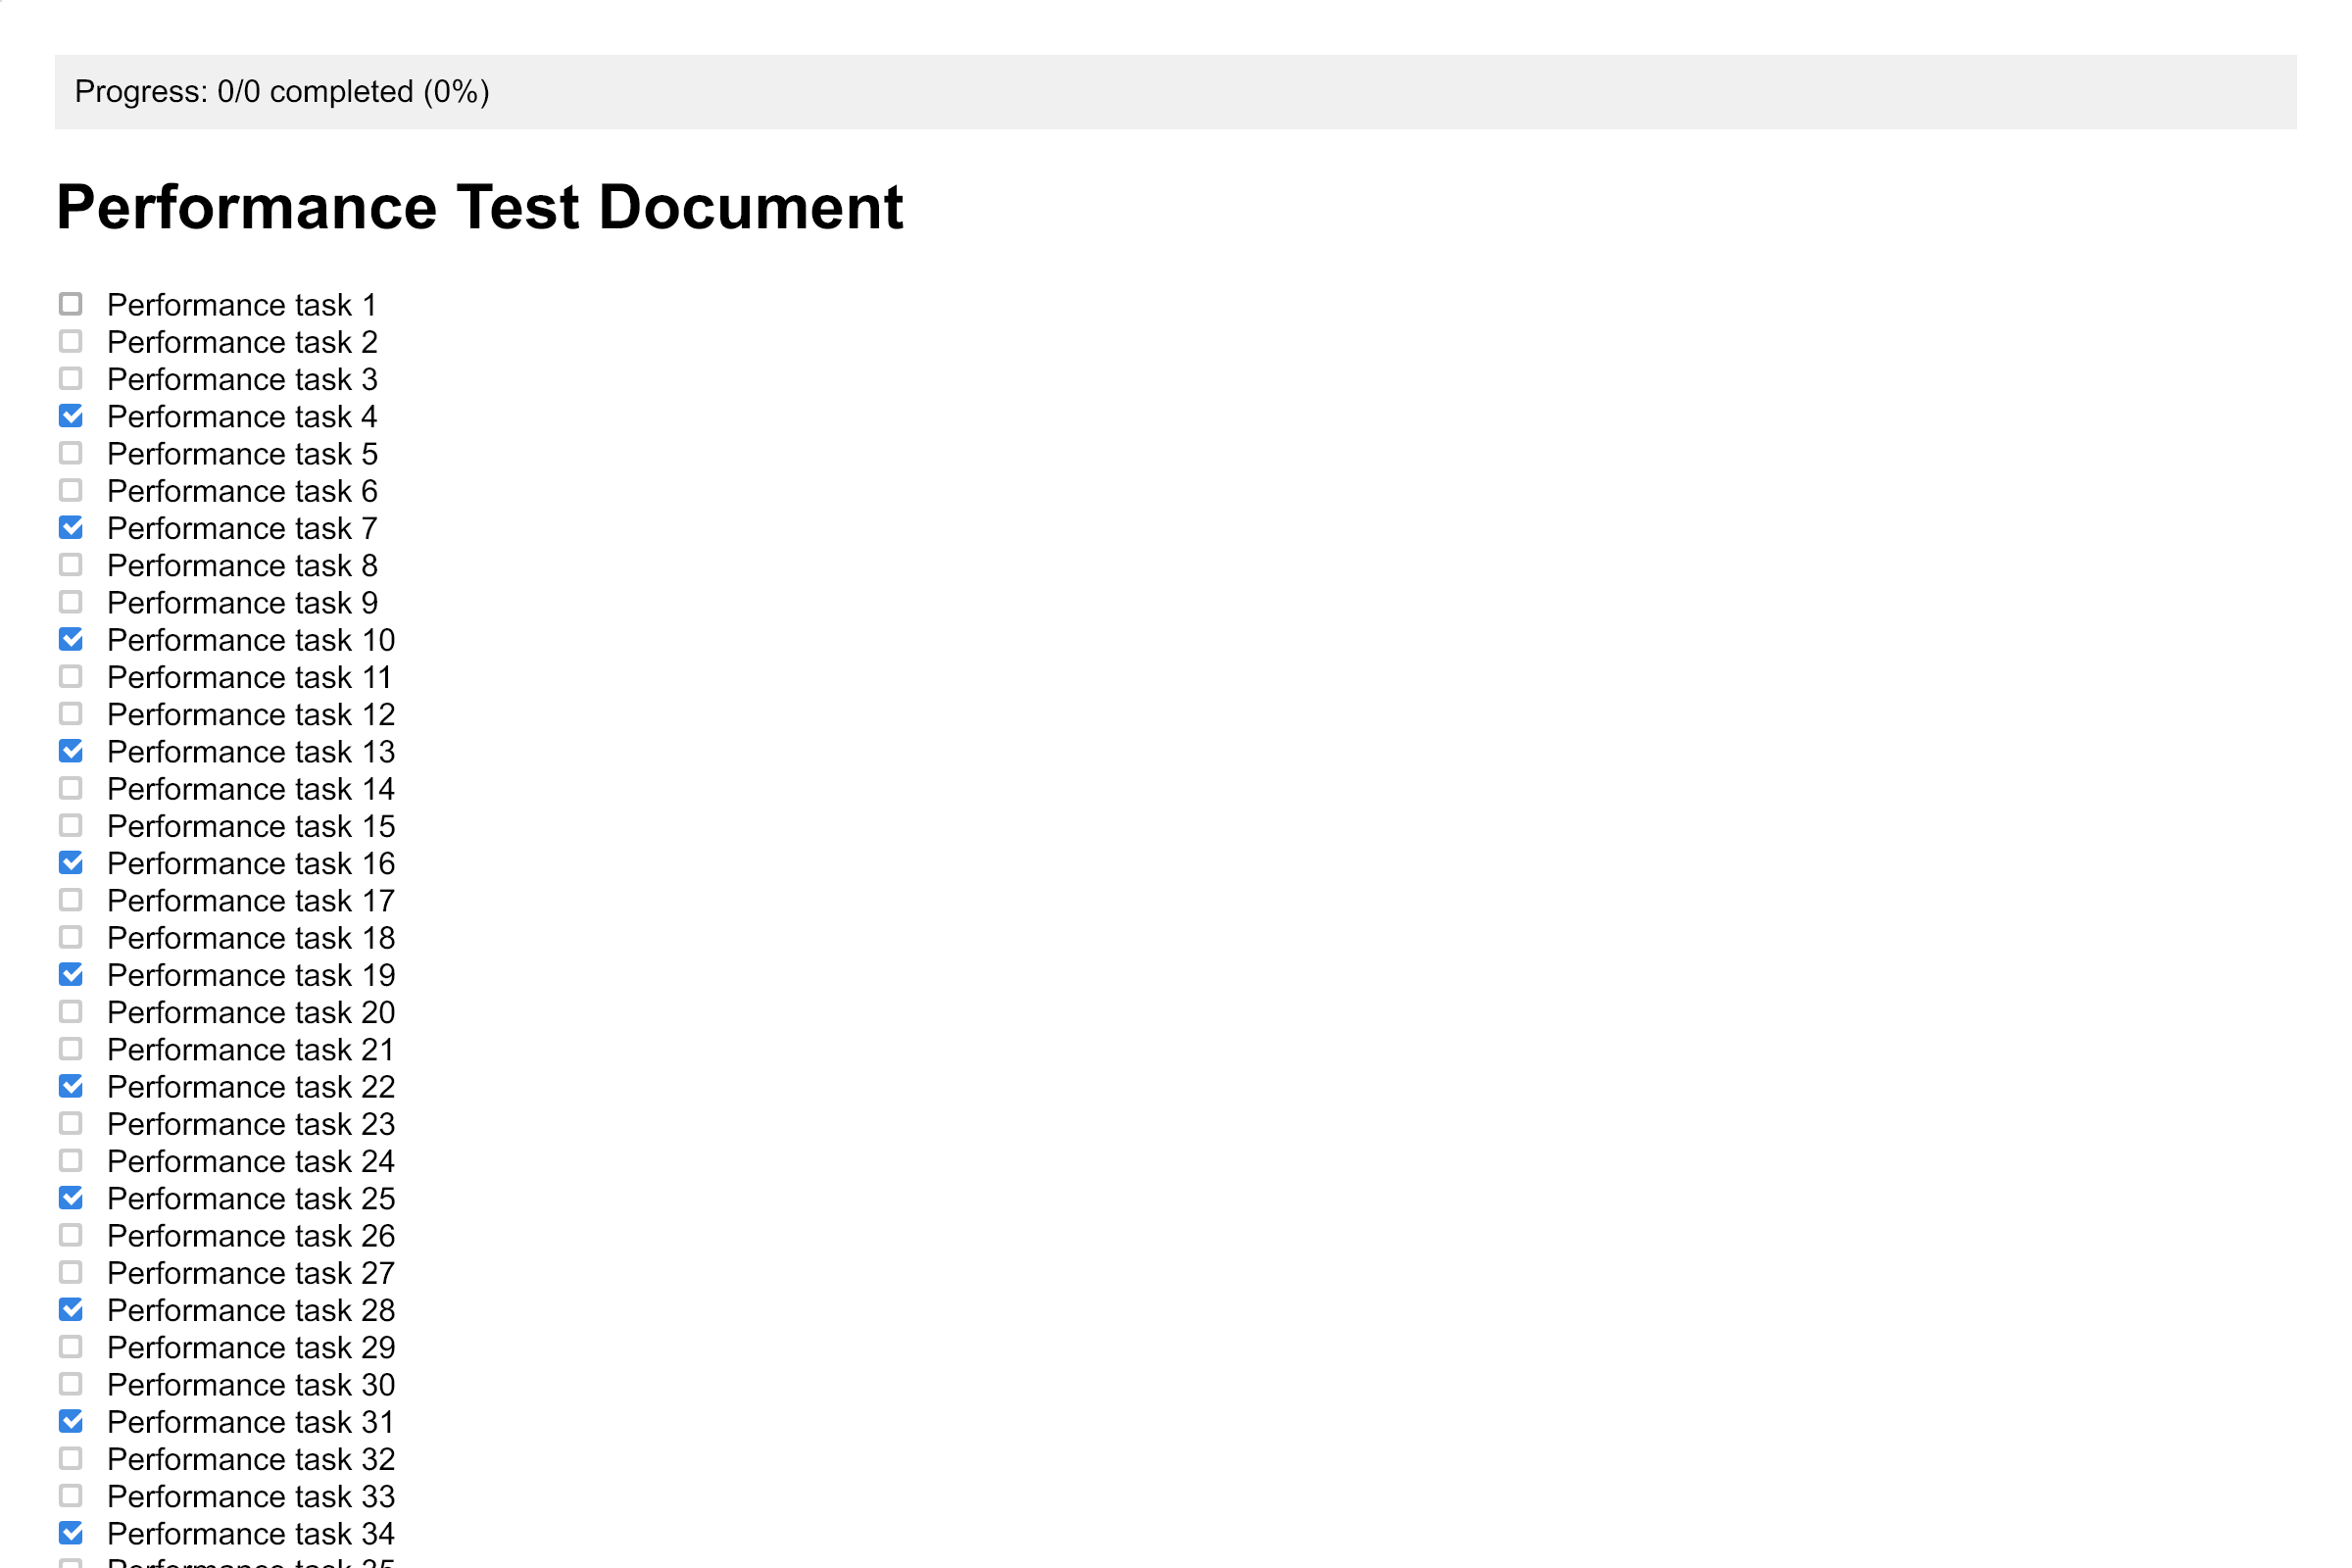 Progress: 0/0 completed (0%)
Performance Test Document
Performance task 1
Performance task 2
Performance task 3
Performance task 4
Performance task 5
Performance task 6
Performance task 7
Performance task 8
Performance task 9
Performance task 10
Performance task 11
Performance task 12
Performance task 13
Performance task 14
Performance task 15
Performance task 16
Performance task 17
Performance task 18
Performance task 19
Performance task 20
Performance task 21
Performance task 22
Performance task 23
Performance task 24
Performance task 25
Performance task 26
Performance task 27
Performance task 28
Performance task 29
Performance task 30
Performance task 31
Performance task 32
Performance task 33
Performance task 34
Performance task 35